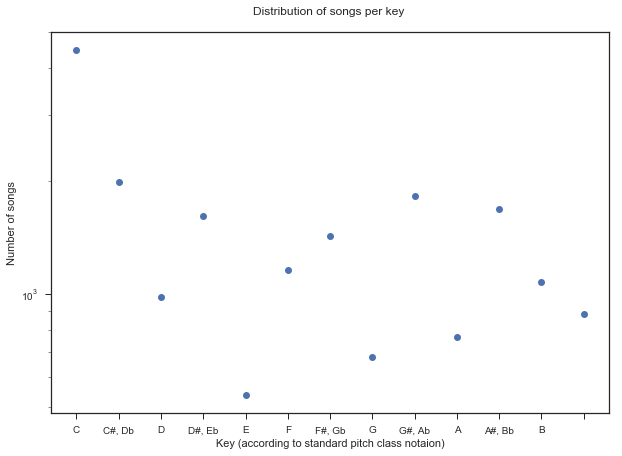 Distribution of songs per key
Number of songs
10³
C C#, Db D D#, Eb E F F#, Gb G G#, Ab A A#, Bb B
Key (according to standard pitch class notaion)